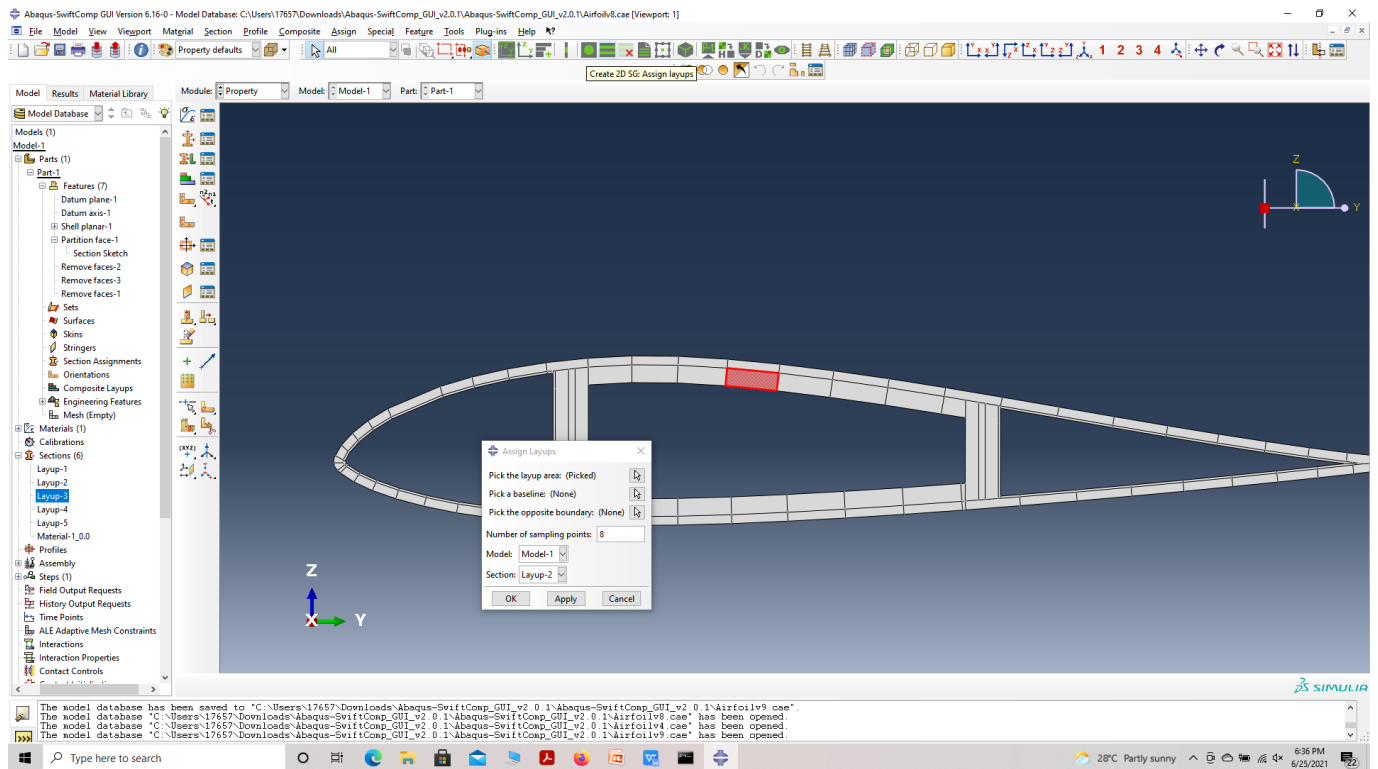 Abaqus-SwiftComp GUI Version 6.16-0 - Model Database: C:\Users\17657\Downloads\Abaqus-SwiftComp_GUI_v2.0.1\Abaqus-SwiftComp_GUI_v2.0.1\Airfoilv8.cae [Viewport: 1]
File Model View Viewport Material Section Profile Composite Assign Special Feature Tools Plug-ins Help
Property defaults All 1 2 3 4
Create 2D SG: Assign layups
Model Results Material Library Module: Property Model: Model-1 Part: Part-1
Model Database
Models (1)
Model-1
Parts (1)
Part-1
Features (7)
Datum plane-1
Datum axis-1
Shell planar-1
Partition face-1
Section Sketch
Remove faces-2
Remove faces-3
Remove faces-1
Sets
Surfaces
Skins
Stringers
Section Assignments
Orientations
Composite Layups
Engineering Features
Mesh (Empty)
Materials (1)
Calibrations
Sections (6)
Layup-1
Layup-2
Layup-3
Layup-4
Layup-5
Material-1_0.0
Profiles
Assembly
Steps (1)
Field Output Requests
History Output Requests
Time Points
ALE Adaptive Mesh Constraints
Interactions
Interaction Properties
Contact Controls
(XYZ)
Z
X Y
Assign Layups
Pick the layup area: (Picked)
Pick a baseline: (None)
Pick the opposite boundary: (None)
Number of sampling points: 8
Model: Model-1
Section: Layup-2
OK Apply Cancel
Z
X Y
SIMULIA
The model database has been saved to "C:\Users\17657\Downloads\Abaqus-SwiftComp_GUI_v2.0.1\Abaqus-SwiftComp_GUI_v2.0.1\Airfoilv9.cae".
The model database "C:\Users\17657\Downloads\Abaqus-SwiftComp_GUI_v2.0.1\Abaqus-SwiftComp_GUI_v2.0.1\Airfoilv8.cae" has been opened.
The model database "C:\Users\17657\Downloads\Abaqus-SwiftComp_GUI_v2.0.1\Abaqus-SwiftComp_GUI_v2.0.1\Airfoilv4.cae" has been opened.
The model database "C:\Users\17657\Downloads\Abaqus-SwiftComp_GUI_v2.0.1\Abaqus-SwiftComp_GUI_v2.0.1\Airfoilv9.cae" has been opened.
Type here to search
28°C Partly sunny
6:36 PM
6/25/2021
22